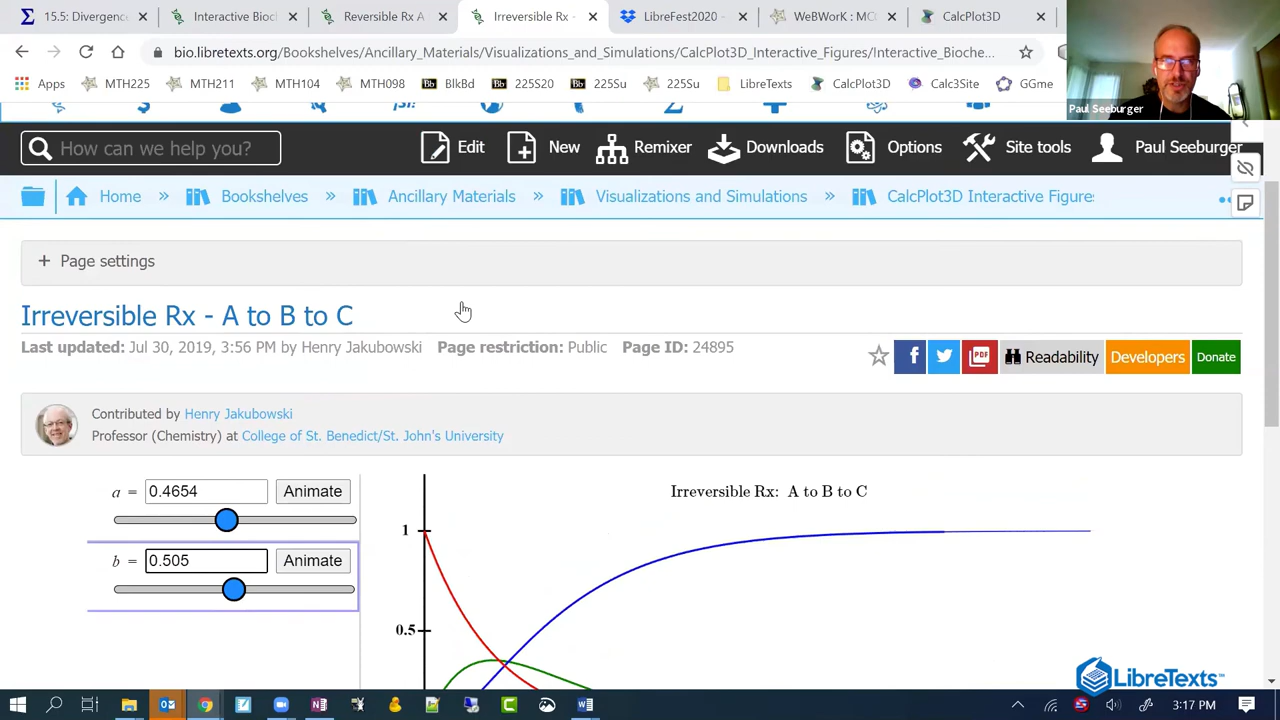 15.5: Divergence
Interactive Bioc
Reversible Rx A
Irreversible Rx -
LibreFest2020
WeBWorK : MC
CalcPlot3D
bio.libretexts.org/Bookshelves/Ancillary_Materials/Visualizations_and_Simulations/CalcPlot3D_Interactive_Figures/Interactive_Bioche...
Apps
MTH225
MTH211
MTH104
MTH098
Blk8d
225S20
225Su
225Su
LibreTexts
CalcPlot3D
Calc3Site
GGme
Paul Seeburger
How can we help you?
Edit
New
Remixer
Downloads
Options
Site tools
Paul Seeburger
Home » Bookshelves » Ancillary Materials » Visualizations and Simulations » CalcPlot3D Interactive Figures
+ Page settings
Irreversible Rx - A to B to C
Last updated: Jul 30, 2019, 3:56 PM by Henry Jakubowski Page restriction: Public Page ID: 24895
PDF
Readability
Developers
Donate
Contributed by Henry Jakubowski
Professor (Chemistry) at College of St. Benedict/St. John's University
a = 0.4654 Animate
b = 0.505 Animate
Irreversible Rx: A to B to C
1
0.5
LibreTexts™
3:17 PM